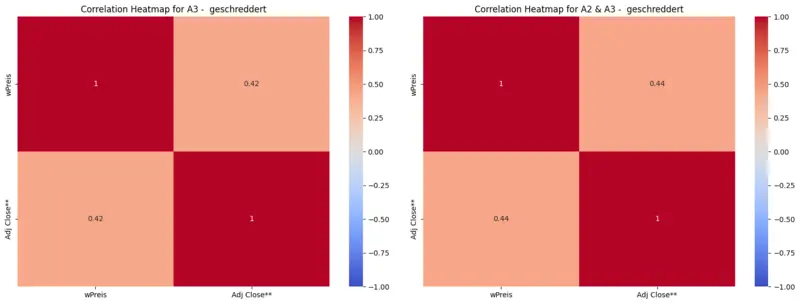 Correlation Heatmap for A3 -  geschreddert
wPreis
Adj Close**
1
0.42
0.42
1
wPreis
Adj Close**
1.00
0.75
0.50
0.25
0.00
−0.25
−0.50
−0.75
−1.00
Correlation Heatmap for A2 & A3 -  geschreddert
wPreis
Adj Close**
1
0.44
0.44
1
wPreis
Adj Close**
1.00
0.75
0.50
0.25
0.00
−0.25
−0.50
−0.75
−1.00